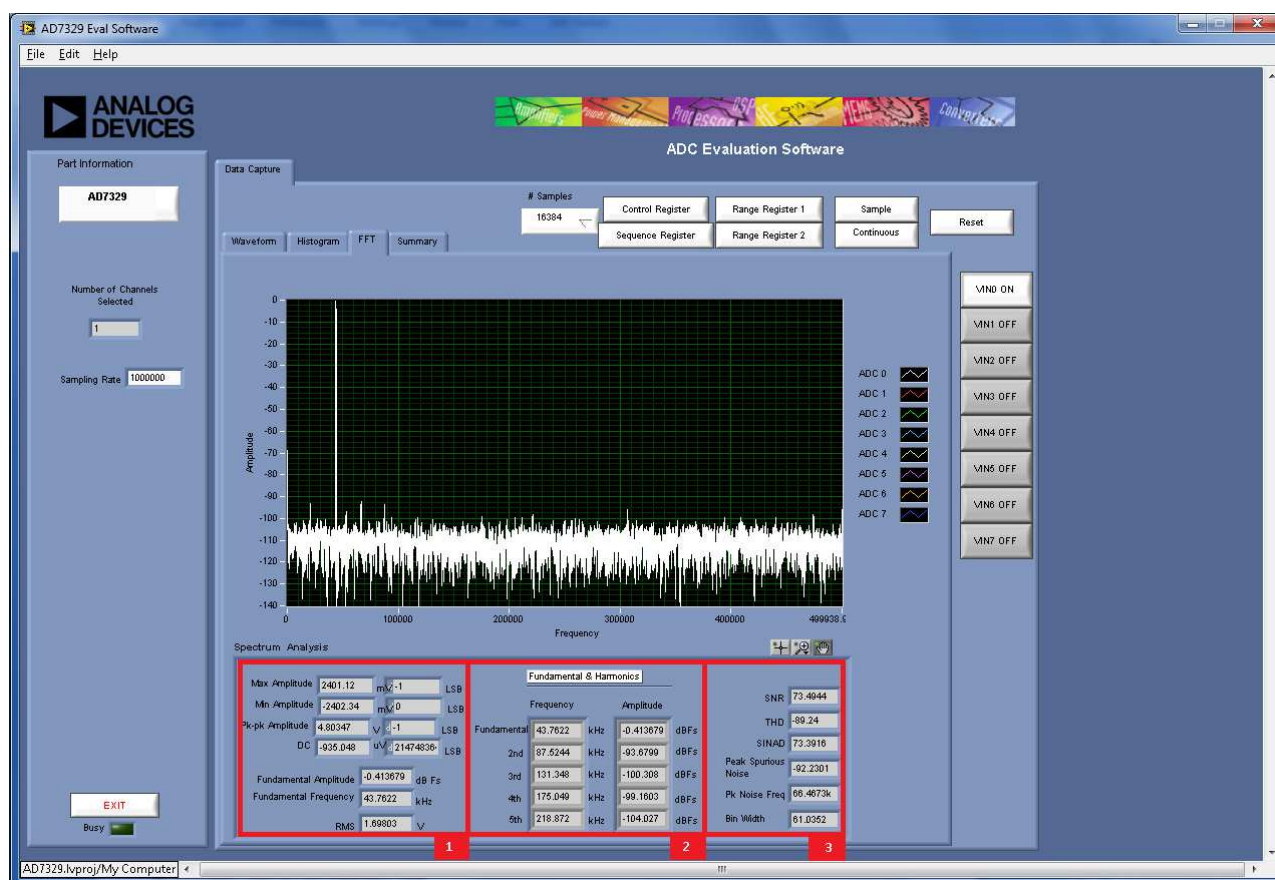 AD7329 Eval Software
File Edit Help
ANALOG
DEVICES
Amplifiers Power Management Processors DSP MEMS Converters
ADC Evaluation Software
Part Information
AD7329
Number of Channels
Selected
1
Sampling Rate 1000000
EXIT
Busy
Data Capture
# Samples
16384
Control Register Range Register 1 Sample
Sequence Register Range Register 2 Continuous
Reset
Waveform Histogram FFT Summary
0
-10
-20
-30
-40
-50
-60
-70
-80
-90
-100
-110
-120
-130
-140
Amplitude
0 100000 200000 300000 400000 499938.9
Frequency
ADC 0
ADC 1
ADC 2
ADC 3
ADC 4
ADC 5
ADC 6
ADC 7
VIN0 ON
VIN1 OFF
VIN2 OFF
VIN3 OFF
VIN4 OFF
VIN5 OFF
VIN6 OFF
VIN7 OFF
Spectrum Analysis
Max Amplitude 2401.12 mV -1 LSB
Min Amplitude -2402.34 mV 0 LSB
Pk-pk Amplitude 4.80347 V -1 LSB
DC -935.048 uV 21474836 LSB
Fundamental Amplitude -0.413679 dB Fs
Fundamental Frequency 43.7622 kHz
RMS 1.69803 V
1
Fundamental & Harmonics
Frequency Amplitude
Fundamental 43.7622 kHz -0.413679 dBFs
2nd 87.5244 kHz -93.6799 dBFs
3rd 131.348 kHz -100.308 dBFs
4th 175.049 kHz -99.1603 dBFs
5th 218.872 kHz -104.027 dBFs
2
SNR 73.4944
THD -89.24
SINAD 73.3916
Peak Spurious
Noise -92.2301
Pk Noise Freq 66.4673k
Bin Width 61.0352
3
AD7329.lvproj/My Computer